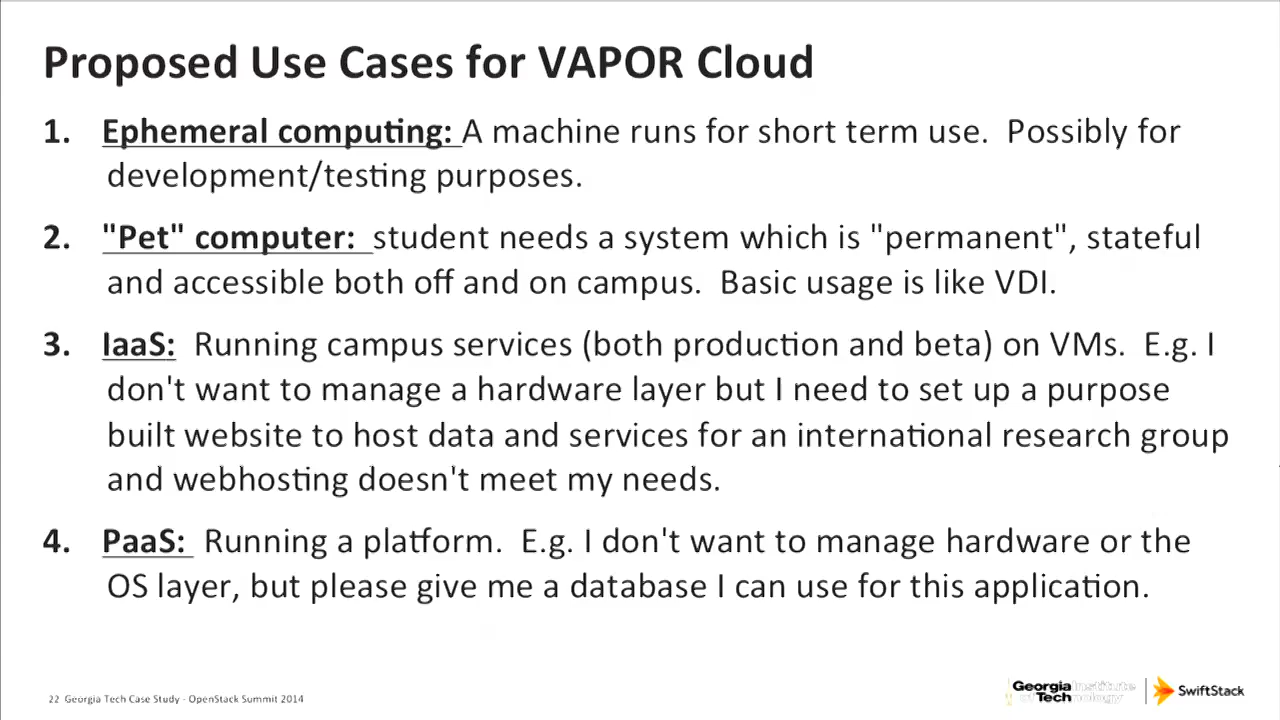 Proposed Use Cases for VAPOR Cloud
1. Ephemeral computing: A machine runs for short term use. Possibly for
development/testing purposes.
2. "Pet" computer: student needs a system which is "permanent", stateful
and accessible both off and on campus. Basic usage is like VDI.
3. IaaS: Running campus services (both production and beta) on VMs. E.g. I
don't want to manage a hardware layer but I need to set up a purpose
built website to host data and services for an international research group
and webhosting doesn't meet my needs.
4. PaaS: Running a platform. E.g. I don't want to manage hardware or the
OS layer, but please give me a database I can use for this application.
22 Georgia Tech Case Study - OpenStack Summit 2014
Georgia Institute
of Technology
SwiftStack